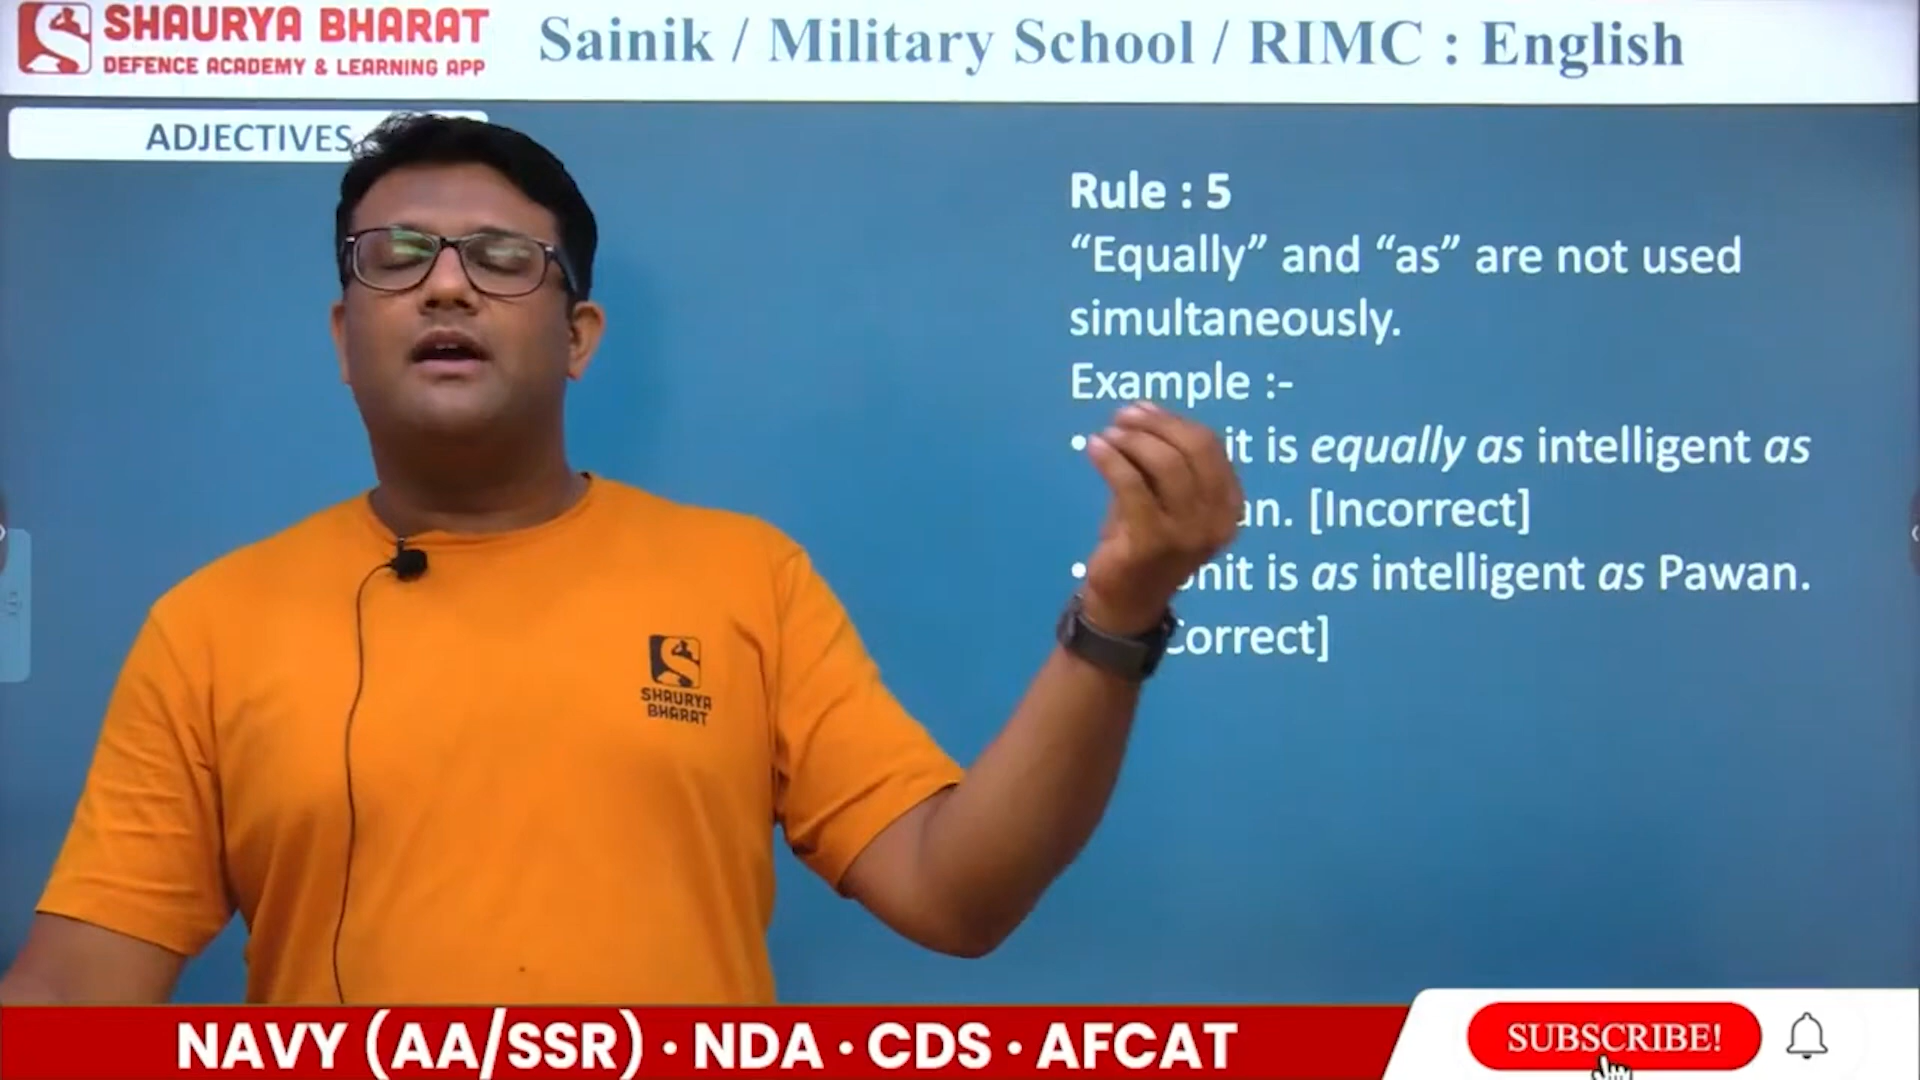 SHAURYA BHARAT
DEFENCE ACADEMY & LEARNING APP
Sainik / Military School / RIMC : English
ADJECTIVES
Rule : 5
“Equally” and “as” are not used
simultaneously.
Example :-
• is equally as intelligent as
[Incorrect]
• is as intelligent as Pawan.
Correct]
SHAURYA
BHARAT
NAVY (AA/SSR) • NDA • CDS • AFCAT
SUBSCRIBE!